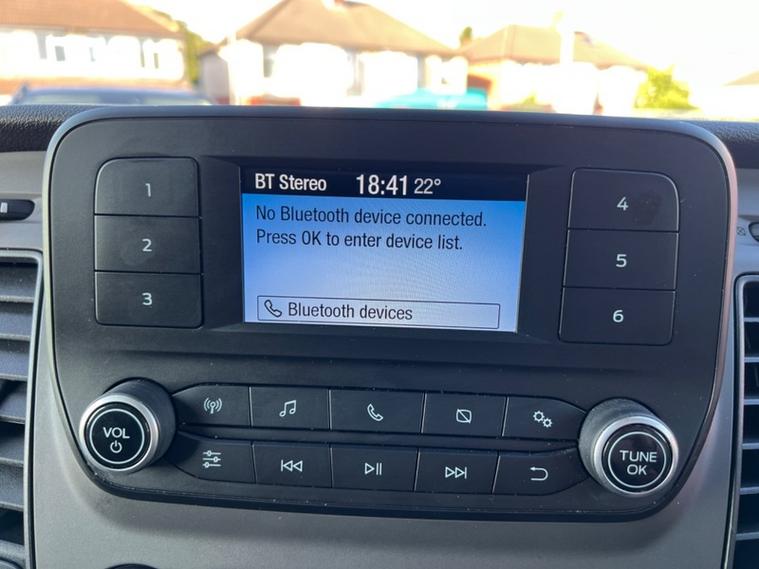 BT Stereo 18:41 22°
No Bluetooth device connected.
Press OK to enter device list.
Bluetooth devices
1
2
3
4
5
6
VOL
TUNE
OK